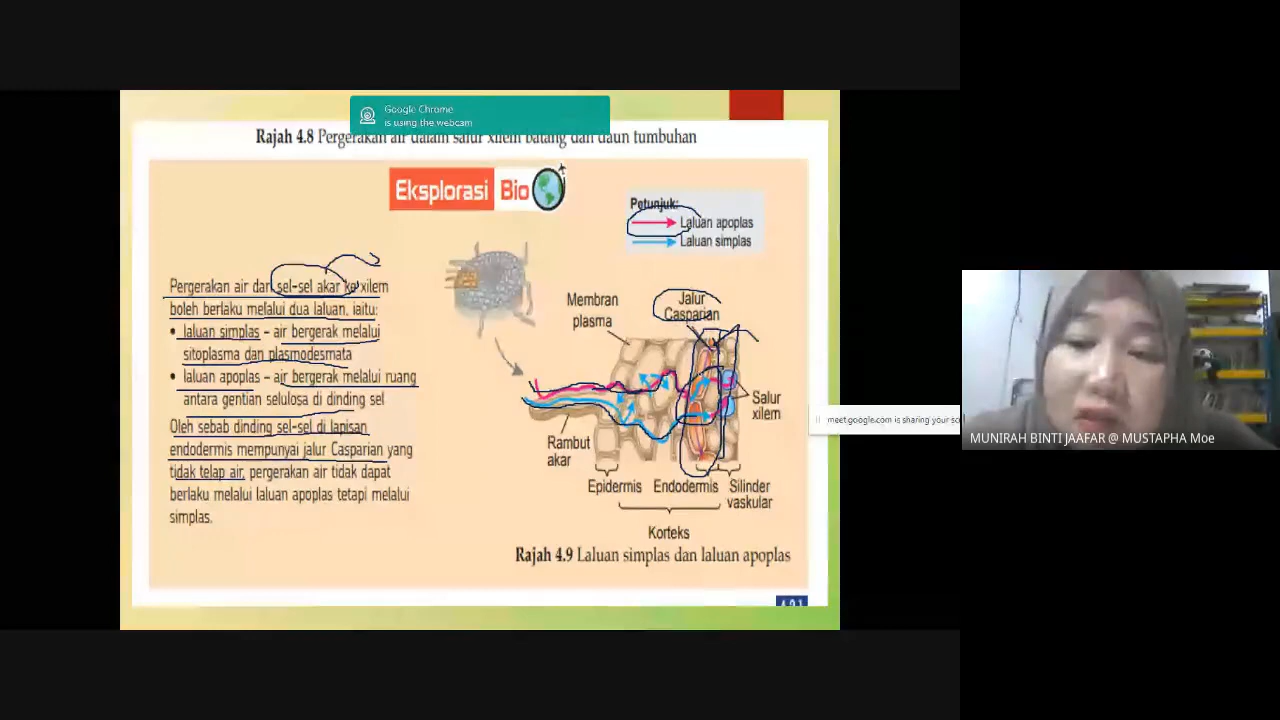 Google Chrome
is using the webcam
Rajah 4.8 Pergerakan air dalam salur xilem batang dan daun tumbuhan
Eksplorasi Bio
Petunjuk:
Laluan apoplas
Laluan simplas
Pergerakan air dari sel-sel akar ke xilem
boleh berlaku melalui dua laluan, iaitu:
• laluan simplas – air bergerak melalui
sitoplasma dan plasmodesmata
• laluan apoplas – air bergerak melalui ruang
antara gentian selulosa di dinding sel
Oleh sebab dinding sel-sel di lapisan
endodermis mempunyai jalur Casparian yang
tidak telap air, pergerakan air tidak dapat
berlaku melalui laluan apoplas tetapi melalui
simplas.
Membran
plasma
Jalur
Casparian
Salur
xilem
Rambut
akar
Epidermis
Endodermis
Silinder
vaskular
Korteks
Rajah 4.9 Laluan simplas dan laluan apoplas
meet.google.com is sharing your
MUNIRAH BINTI JAAFAR @ MUSTAPHA Moe